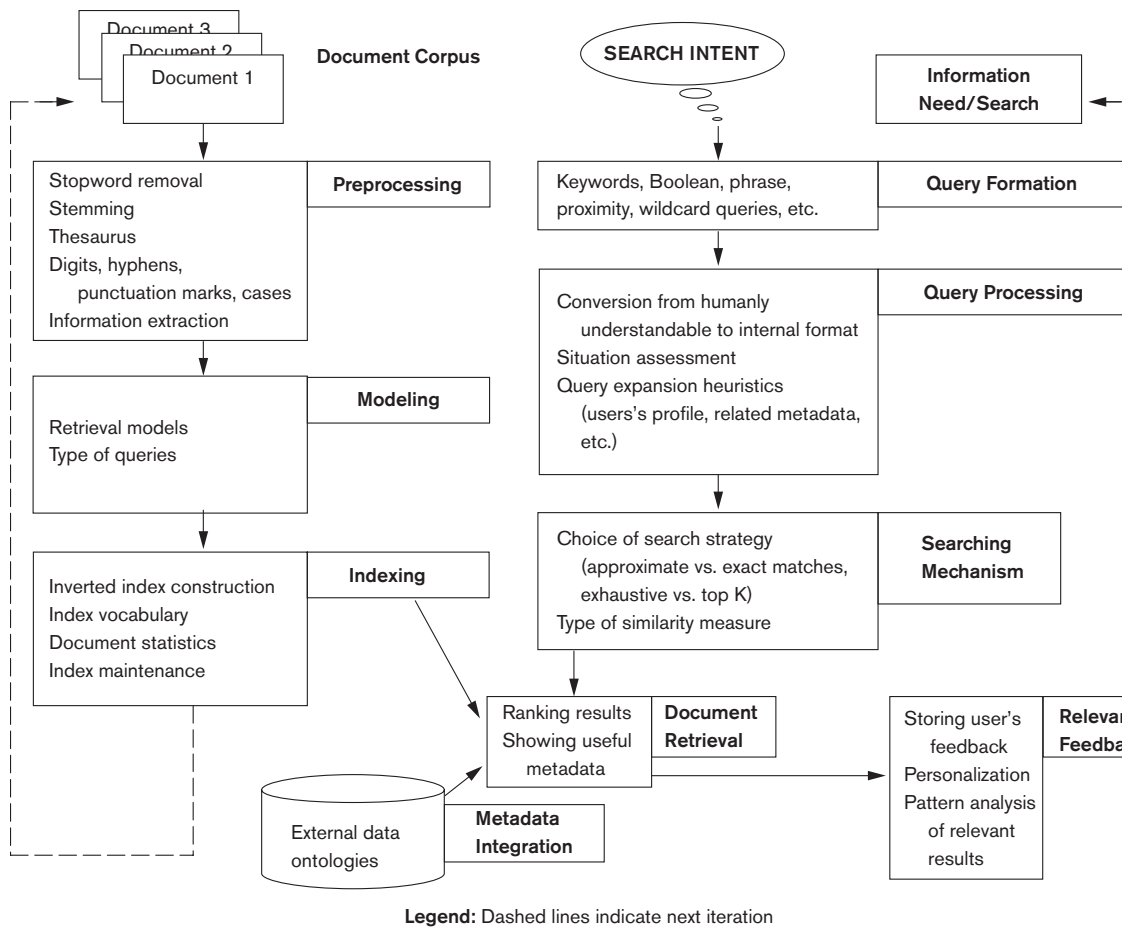 Document 3
Document 2
Document 1
Document Corpus
SEARCH INTENT
Information
Need/Search
Stopword removal
Stemming
Thesaurus
Digits, hyphens,
punctuation marks, cases
Information extraction
Preprocessing
Keywords, Boolean, phrase,
proximity, wildcard queries, etc.
Query Formation
Conversion from humanly
understandable to internal format
Situation assessment
Query expansion heuristics
(users's profile, related metadata,
etc.)
Query Processing
Retrieval models
Type of queries
Modeling
Choice of search strategy
(approximate vs. exact matches,
exhaustive vs. top K)
Type of similarity measure
Searching
Mechanism
Inverted index construction
Index vocabulary
Document statistics
Index maintenance
Indexing
Ranking results
Showing useful
metadata
Document
Retrieval
Storing user's
feedback
Personalization
Pattern analysis
of relevant
results
External data
ontologies
Metadata
Integration
Legend: Dashed lines indicate next iteration